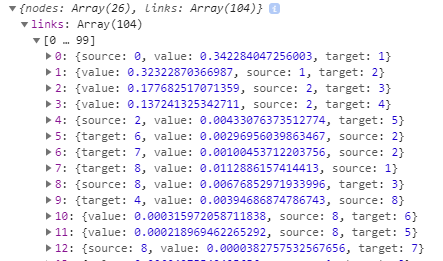 ▼{nodes: Array(26), links: Array(104)} i
▼links: Array(104)
▼[0 … 99]
▶0: {source: 0, value: 0.342284047256003, target: 1}
▶1: {value: 0.32322870366987, source: 1, target: 2}
▶2: {value: 0.177682517071359, source: 2, target: 3}
▶3: {value: 0.137241325342711, source: 2, target: 4}
▶4: {source: 2, value: 0.00433076373512774, target: 5}
▶5: {target: 6, value: 0.00296956039863467, source: 2}
▶6: {target: 7, value: 0.00100453712203756, source: 2}
▶7: {target: 8, value: 0.0112886157414413, source: 1}
▶8: {source: 8, value: 0.00676852971933996, target: 3}
▶9: {target: 4, value: 0.00394686874786743, source: 8}
▶10: {value: 0.000315972058711838, source: 8, target: 6}
▶11: {value: 0.000218969462265292, source: 8, target: 5}
▶12: {source: 8, value: 0.0000382757532567656, target: 7}